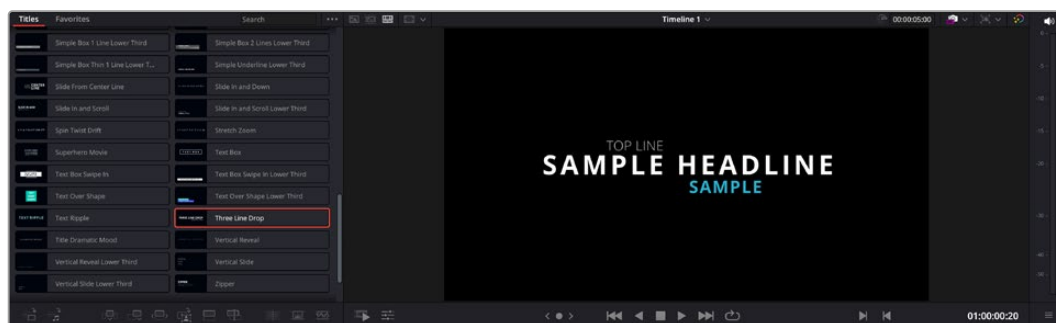 Titles Favorites Search Timeline 1 00:00:05:00
Simple Box 1 Line Lower Third Simple Box 2 Lines Lower Third
Simple Box Thin 1 Line Lower T... Simple Underline Lower Third
Slide From Center Line Slide In and Down
Slide In and Scroll Slide In and Scroll Lower Third
Spin Twist Drift Stretch Zoom
Superhero Movie Text Box
Text Box Swipe In Text Box Swipe In Lower Third
Text Over Shape Text Over Shape Lower Third
TEXT RIPPLE Text Ripple Three Line Drop
Title Dramatic Mood Vertical Reveal
Vertical Reveal Lower Third Vertical Slide
Vertical Slide Lower Third Zipper
TOP LINE
SAMPLE HEADLINE
SAMPLE
01:00:00:20